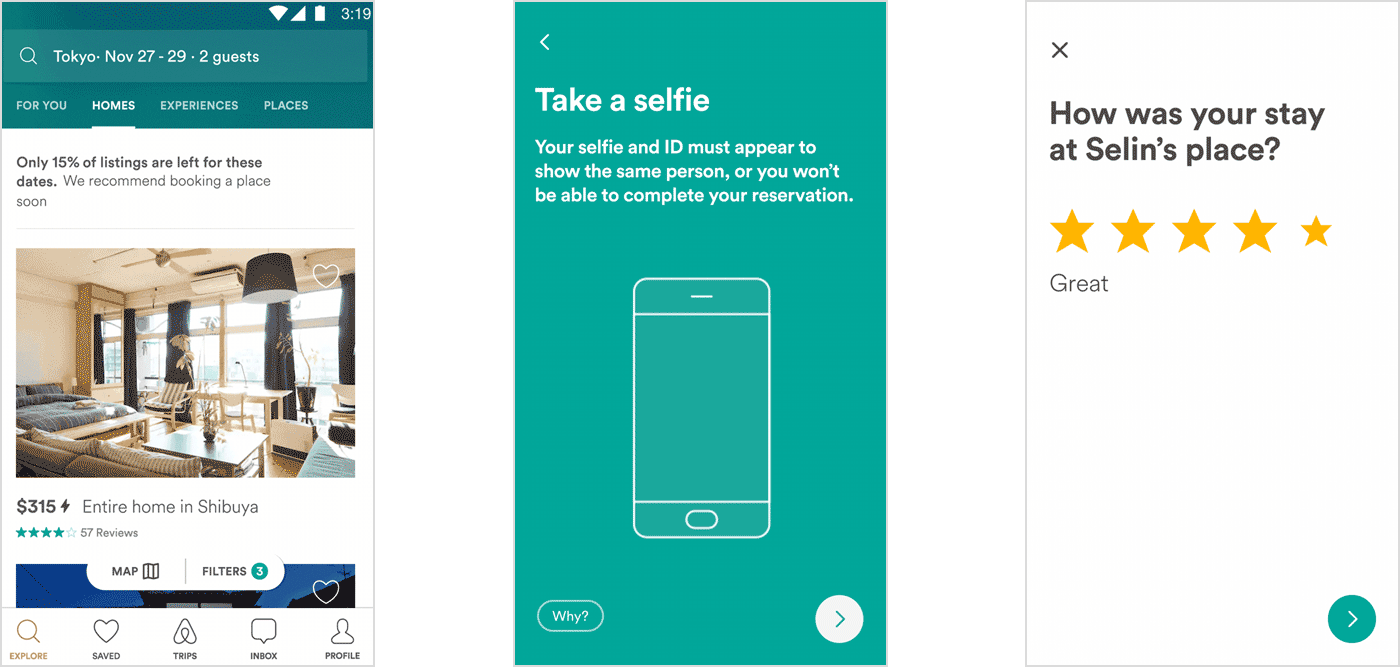 3:19
Tokyo· Nov 27 - 29 · 2 guests
FOR YOU HOMES EXPERIENCES PLACES
Only 15% of listings are left for these
dates. We recommend booking a place
soon
$315 Entire home in Shibuya
57 Reviews
MAP FILTERS 3
EXPLORE SAVED TRIPS INBOX PROFILE
Take a selfie
Your selfie and ID must appear to
show the same person, or you won’t
be able to complete your reservation.
Why?
How was your stay
at Selin’s place?
Great